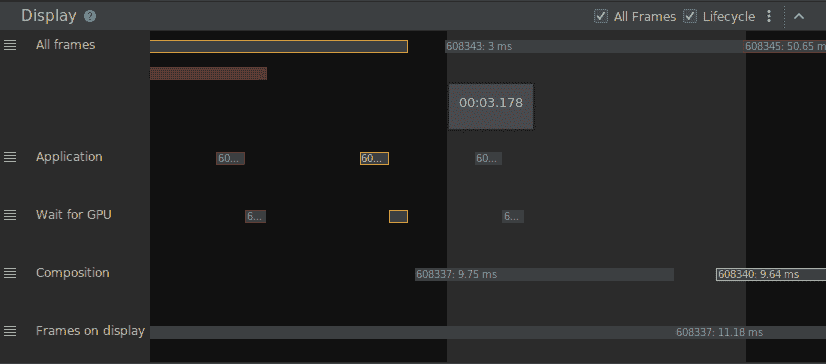 Display ?
All Frames
Lifecycle
All frames
608343: 3 ms
608345: 50.65 m
00:03.178
Application
60...
60...
60...
Wait for GPU
6...
6...
Composition
608337: 9.75 ms
608340: 9.64 ms
Frames on display
608337: 11.18 ms